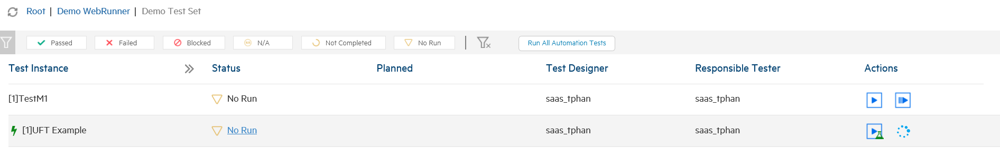 Root | Demo WebRunner | Demo Test Set
Passed Failed Blocked N/A Not Completed No Run Run All Automation Tests
Test Instance Status Planned Test Designer Responsible Tester Actions
[1]TestM1 No Run saas_tphan saas_tphan
[1]UFT Example No Run saas_tphan saas_tphan